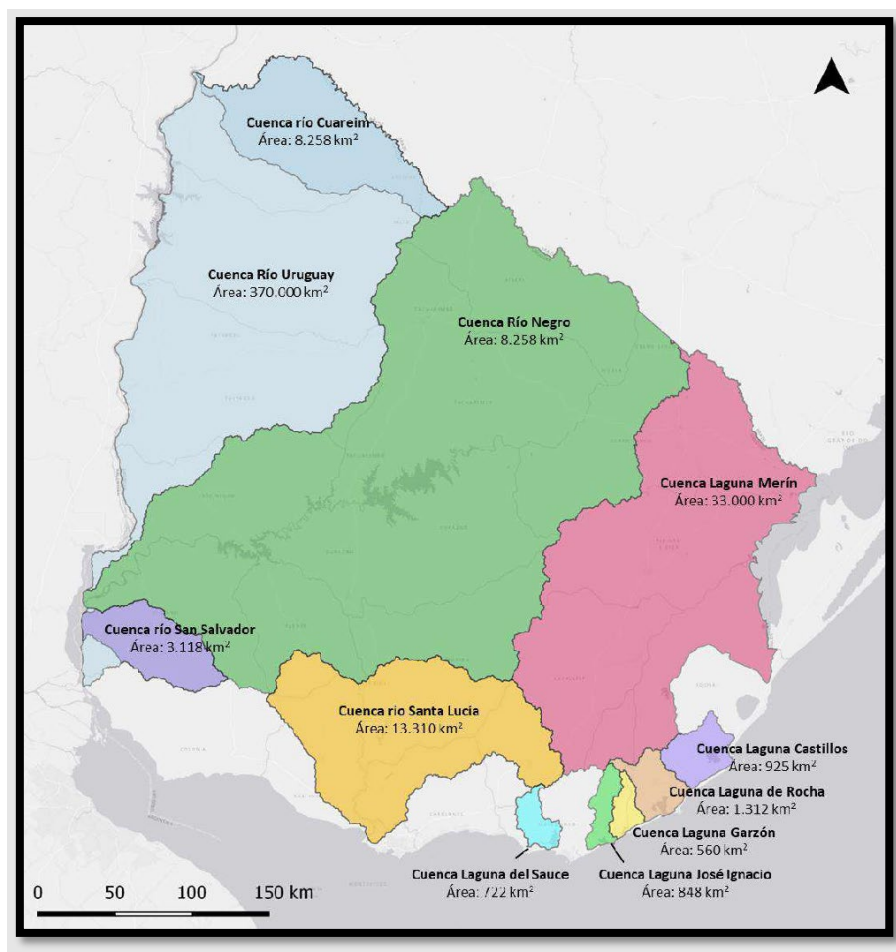 Cuenca río Cuareim
Área: 8.258 km²
Cuenca Río Uruguay
Área: 370.000 km²
Cuenca Río Negro
Área: 8.258 km²
Cuenca Laguna Merín
Área: 33.000 km²
Cuenca río San Salvador
Área: 3.118 km²
Cuenca rio Santa Lucía
Área: 13.310 km²
Cuenca Laguna Castillos
Área: 925 km²
Cuenca Laguna de Rocha
Área: 1.312 km²
Cuenca Laguna Garzón
Área: 560 km²
Cuenca Laguna del Sauce
Área: 722 km²
Cuenca Laguna José Ignacio
Área: 848 km²
0 50 100 150 km